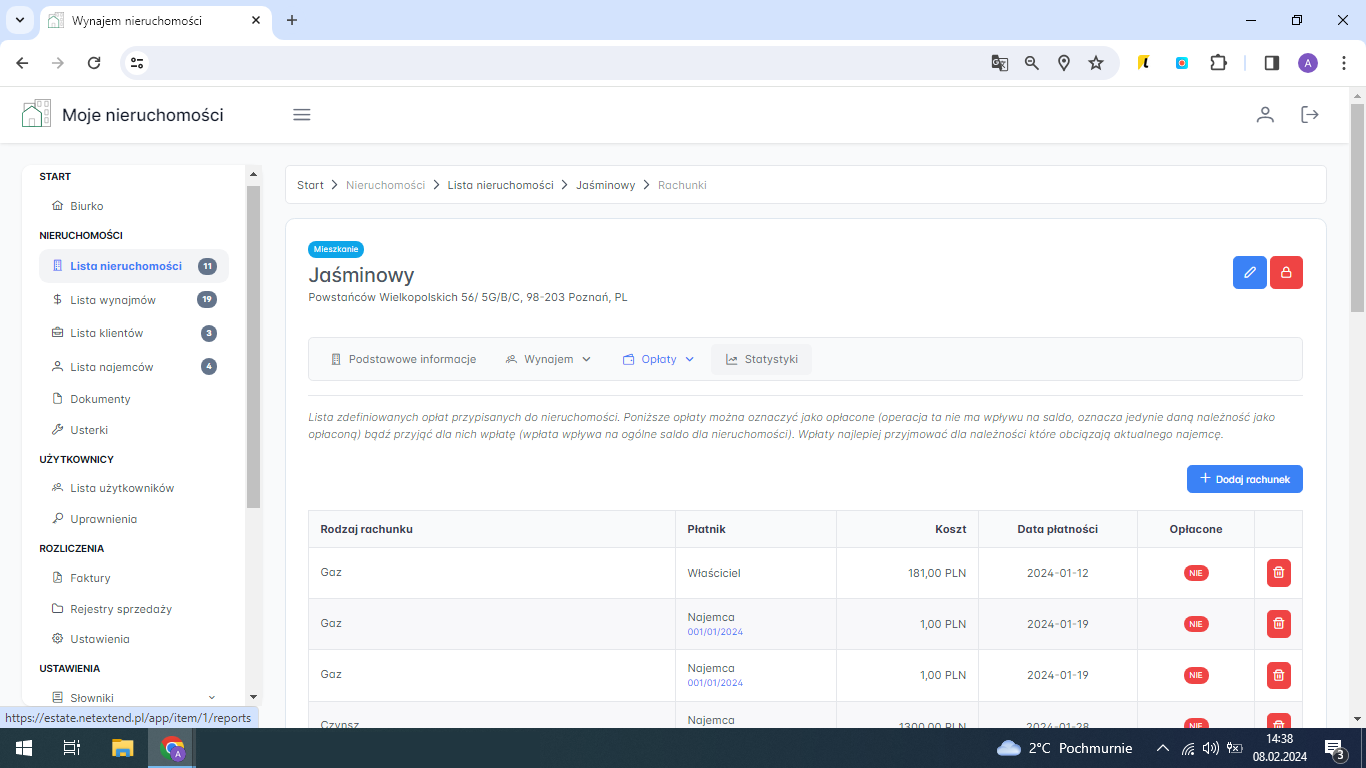 Wynajem nieruchomości
A
Moje nieruchomości
START
Biurko
NIERUCHOMOŚCI
Lista nieruchomości 11
Lista wynajmów 19
Lista klientów 3
Lista najemców 4
Dokumenty
Usterki
UŻYTKOWNICY
Lista użytkowników
Uprawnienia
ROZLICZENIA
Faktury
Rejestry sprzedaży
Ustawienia
USTAWIENIA
Słowniki
Start > Nieruchomości > Lista nieruchomości > Jaśminowy > Rachunki
Mieszkanie
Jaśminowy
Powstańców Wielkopolskich 56/ 5G/B/C, 98-203 Poznań, PL
Podstawowe informacje Wynajem Opłaty Statystyki
Lista zdefiniowanych opłat przypisanych do nieruchomości. Poniższe opłaty można oznaczyć jako opłacone (operacja ta nie ma wpływu na saldo, oznacza jedynie daną należność jako
opłaconą) bądź przyjąć dla nich wpłatę (wpłata wpływa na ogólne saldo dla nieruchomości). Wpłaty najlepiej przyjmować dla należności które obciązają aktualnego najemcę.
+ Dodaj rachunek
Rodzaj rachunku Płatnik Koszt Data płatności Opłacone
Gaz Właściciel 181,00 PLN 2024-01-12 NIE
Gaz Najemca 1,00 PLN 2024-01-19 NIE
001/01/2024
Gaz Najemca 1,00 PLN 2024-01-19 NIE
001/01/2024
Czynsz Najemca 1300,00 PLN 2024-01-28 NIE
https://estate.netextend.pl/app/item/1/reports
A
2°C Pochmurnie
14:38
08.02.2024
3